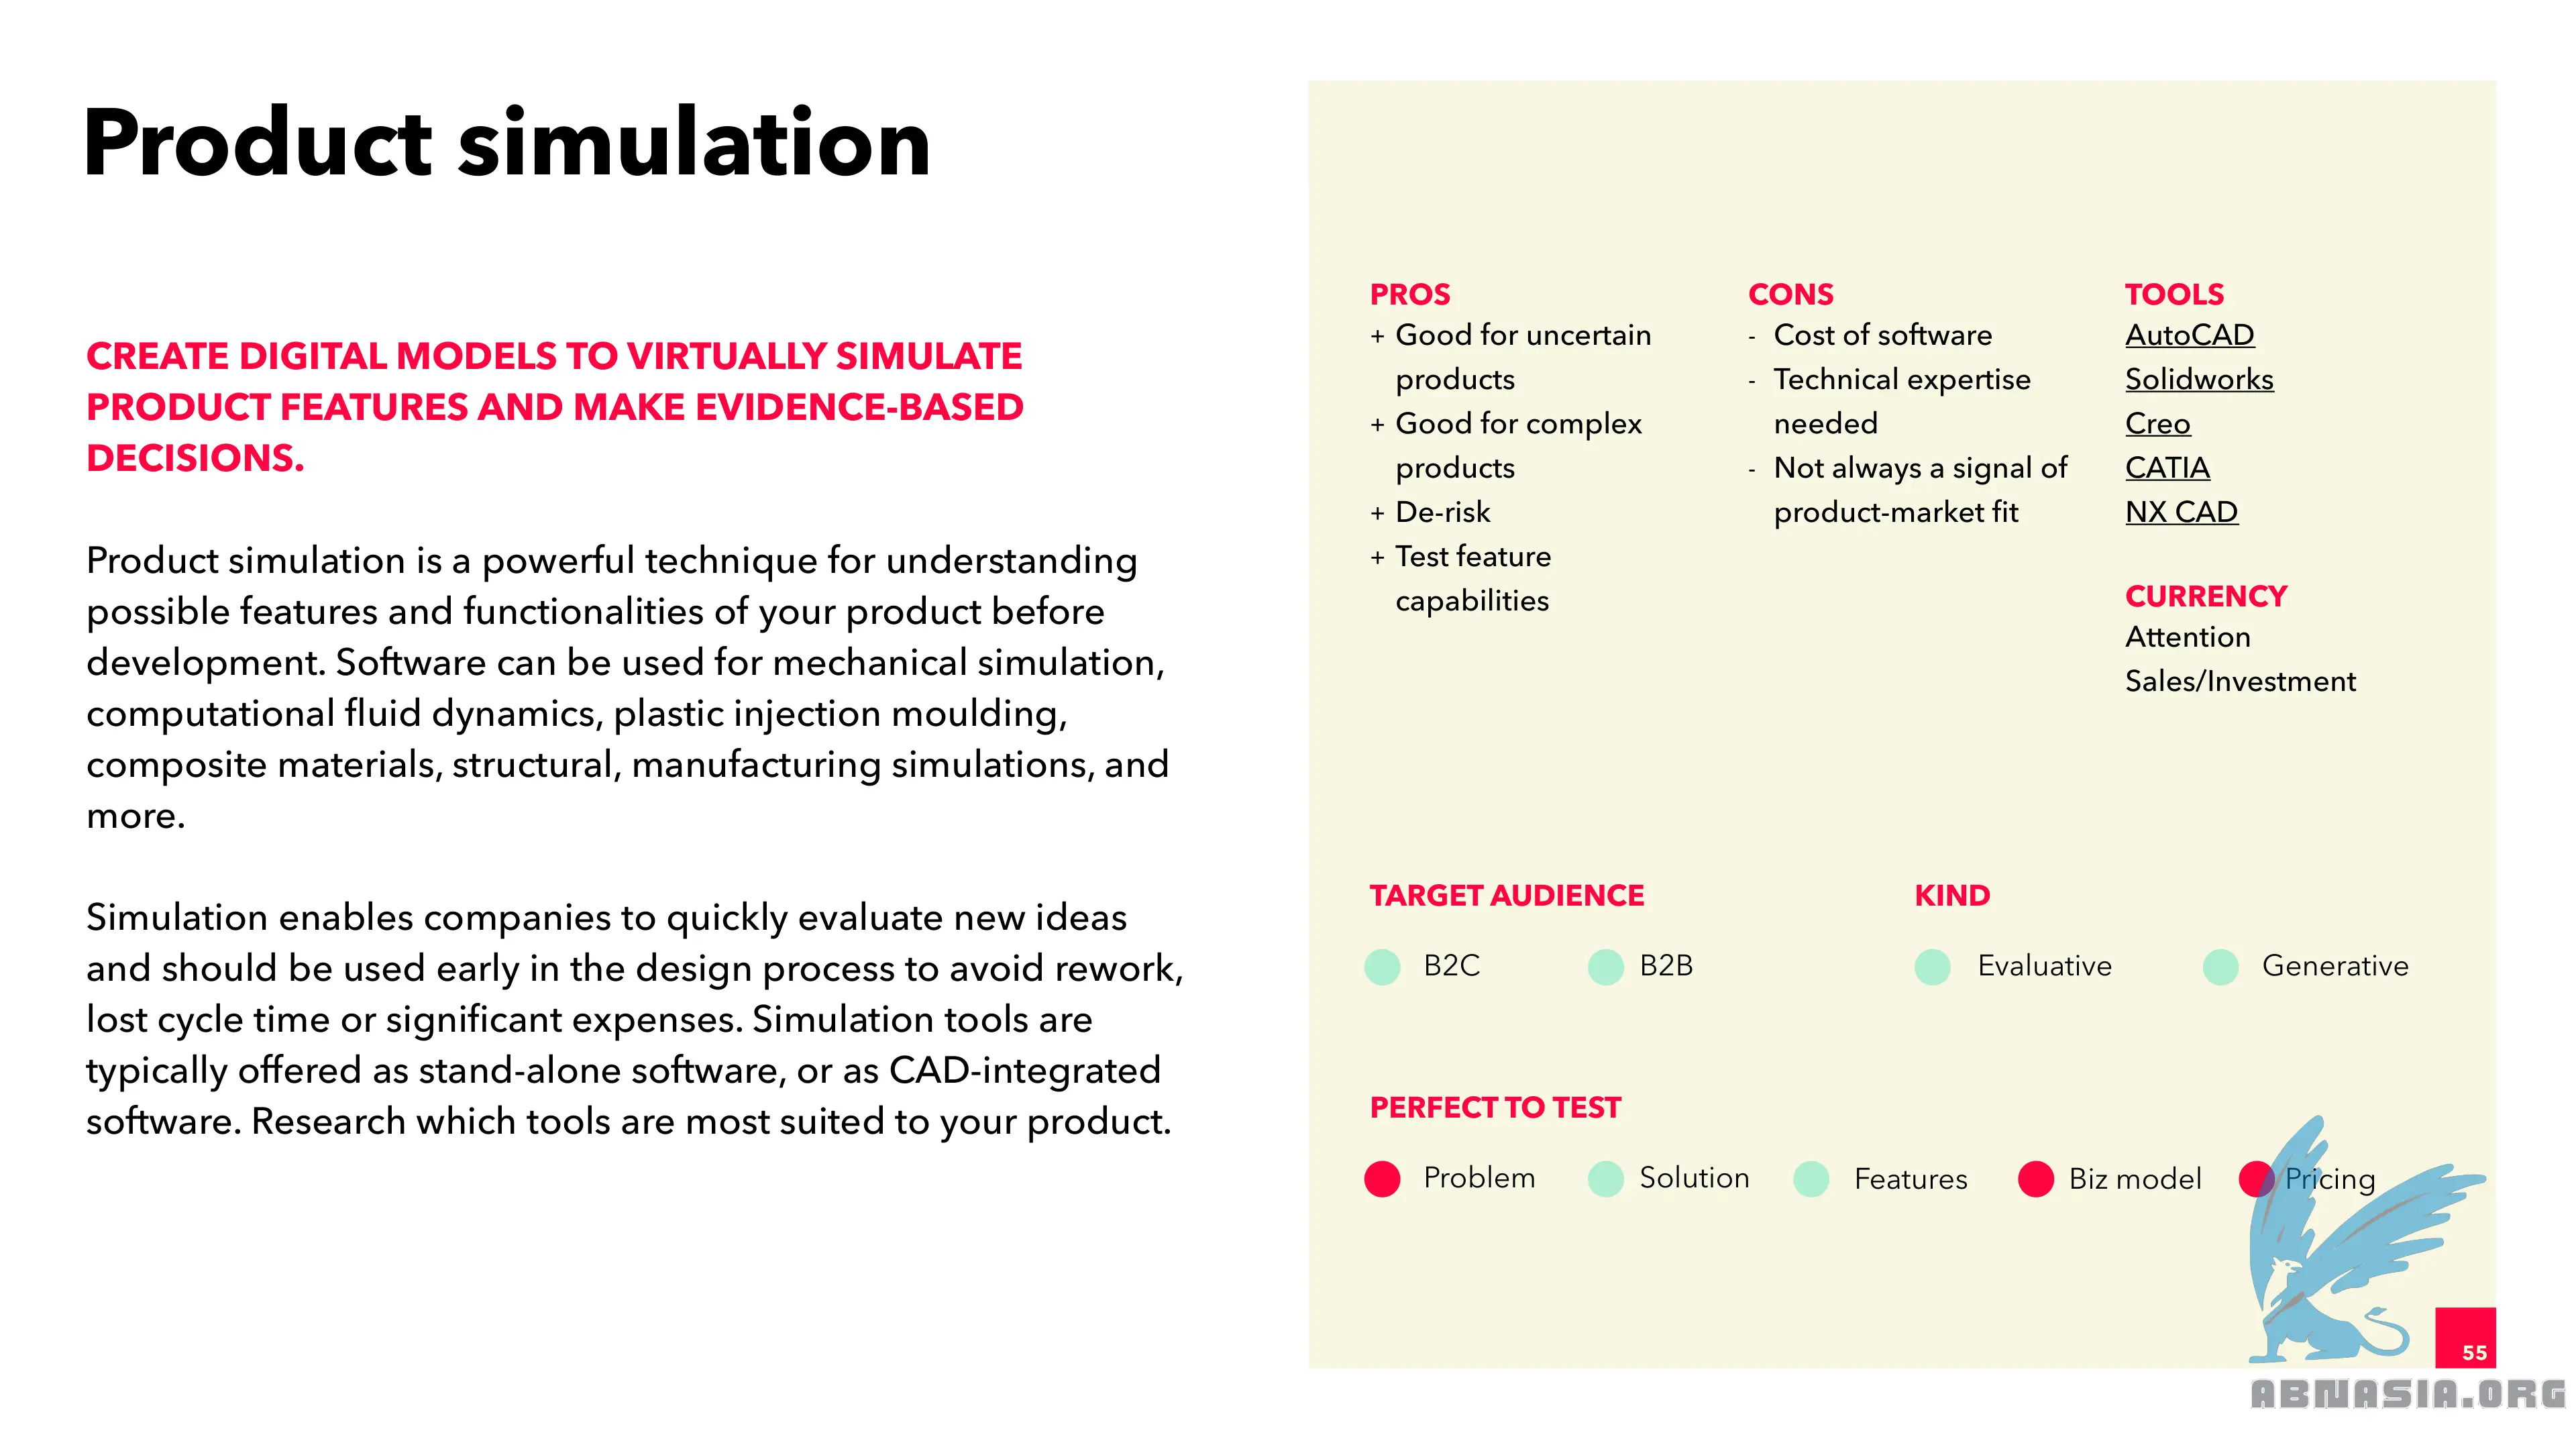 Product simulation
CREATE DIGITAL MODELS TO VIRTUALLY SIMULATE
PRODUCT FEATURES AND MAKE EVIDENCE-BASED
DECISIONS.
Product simulation is a powerful technique for understanding
possible features and functionalities of your product before
development. Software can be used for mechanical simulation,
computational fluid dynamics, plastic injection moulding,
composite materials, structural, manufacturing simulations, and
more.
Simulation enables companies to quickly evaluate new ideas
and should be used early in the design process to avoid rework,
lost cycle time or significant expenses. Simulation tools are
typically offered as stand-alone software, or as CAD-integrated
software. Research which tools are most suited to your product.
PROS
+ Good for uncertain
products
+ Good for complex
products
+ De-risk
+ Test feature
capabilities
CONS
- Cost of software
- Technical expertise
needed
- Not always a signal of
product-market fit
TOOLS
AutoCAD
Solidworks
Creo
CATIA
NX CAD
CURRENCY
Attention
Sales/Investment
TARGET AUDIENCE
B2C B2B
KIND
Evaluative Generative
PERFECT TO TEST
Problem Solution Features Biz model Pricing
55
ABNASIA.ORG